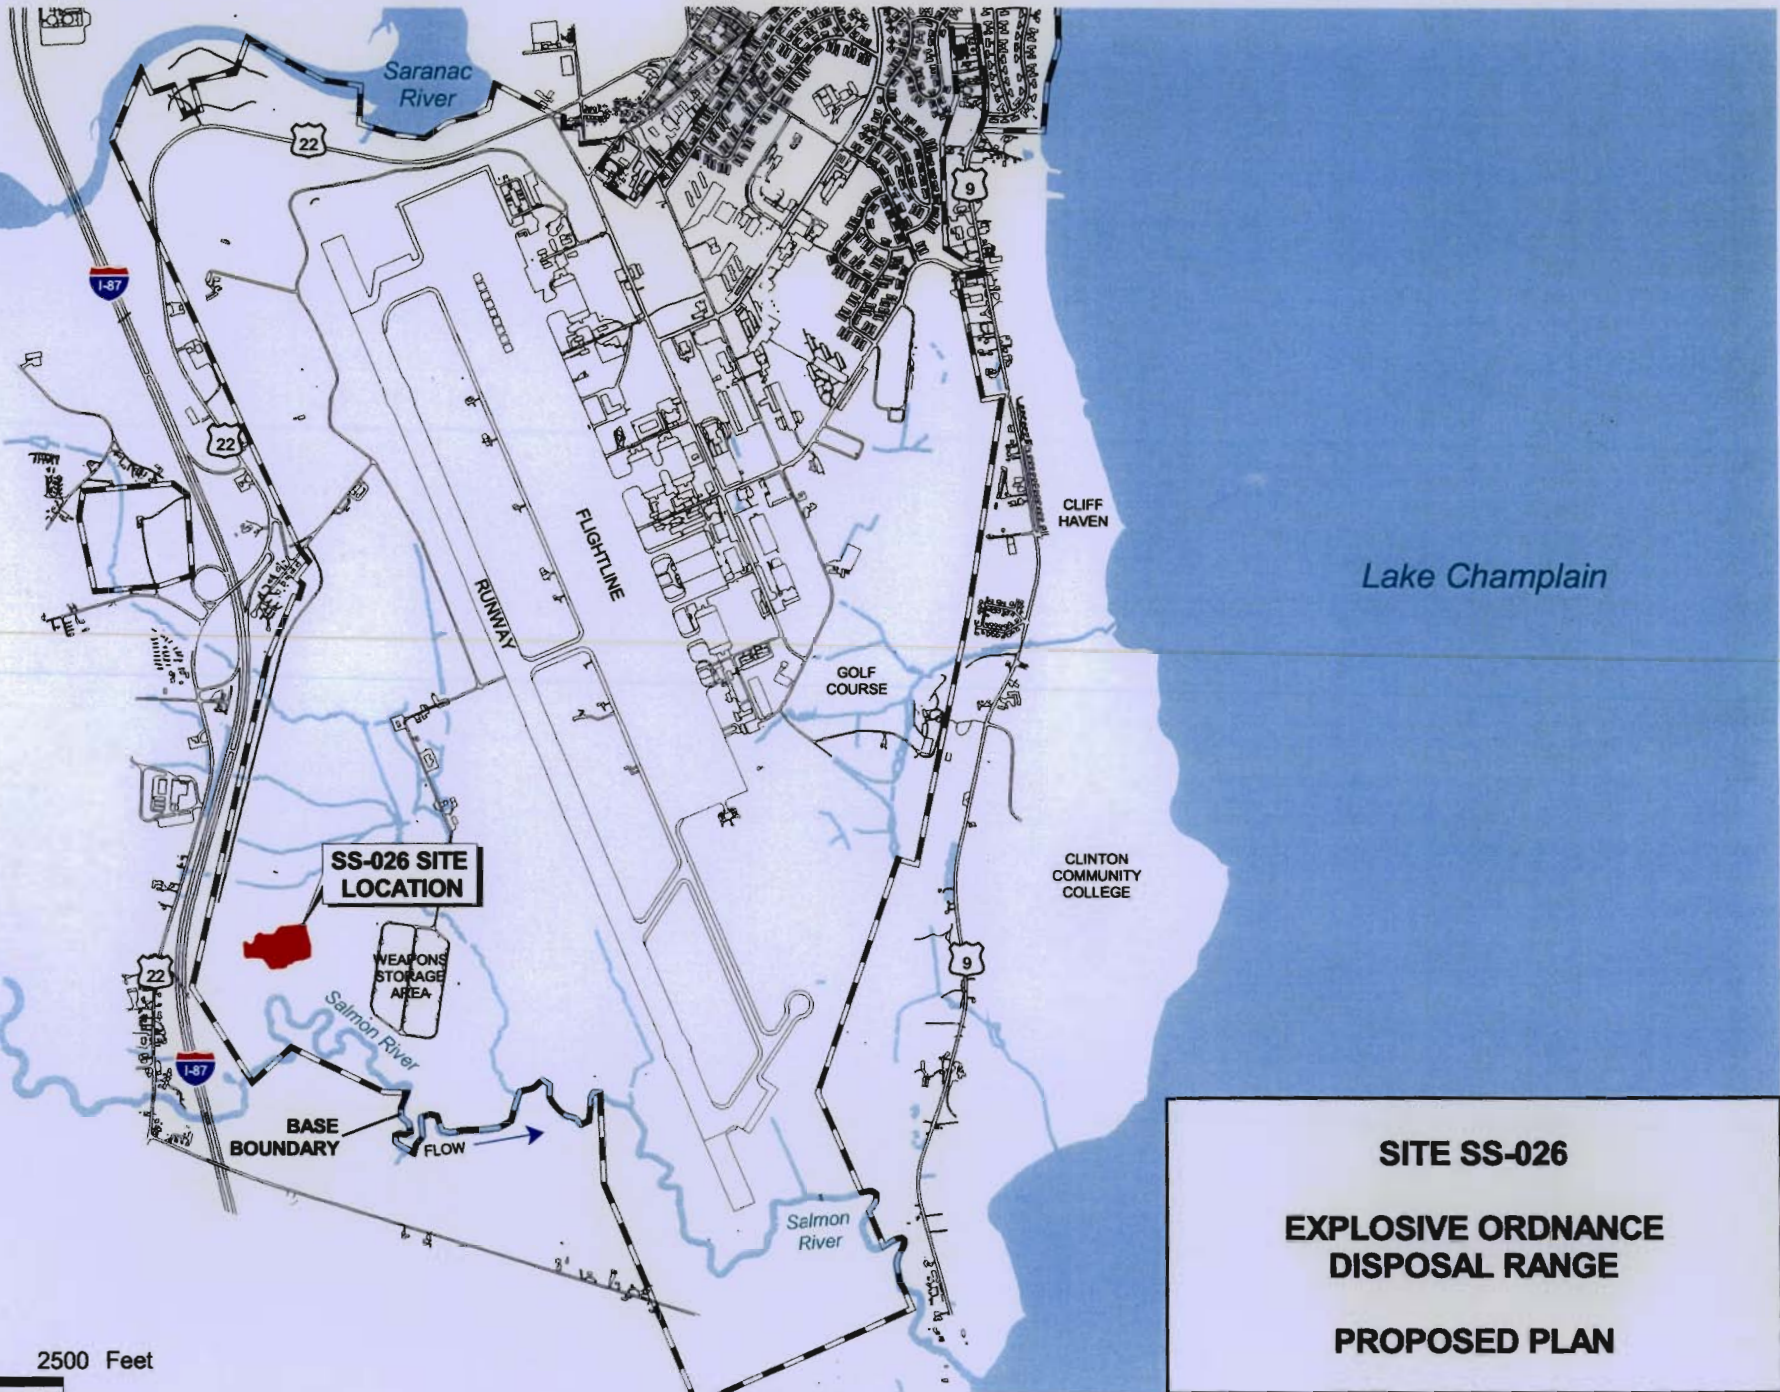 Saranac
River
22
9
I-87
22
CLIFF
HAVEN
FLIGHTLINE
Lake Champlain
RUNWAY
GOLF
COURSE
SS-026 SITE
LOCATION
CLINTON
COMMUNITY
COLLEGE
WEAPONS
STORAGE
AREA
22
9
Salmon River
I-87
BASE
BOUNDARY
FLOW
Salmon
River
SITE SS-026
EXPLOSIVE ORDNANCE
DISPOSAL RANGE
PROPOSED PLAN
2500 Feet